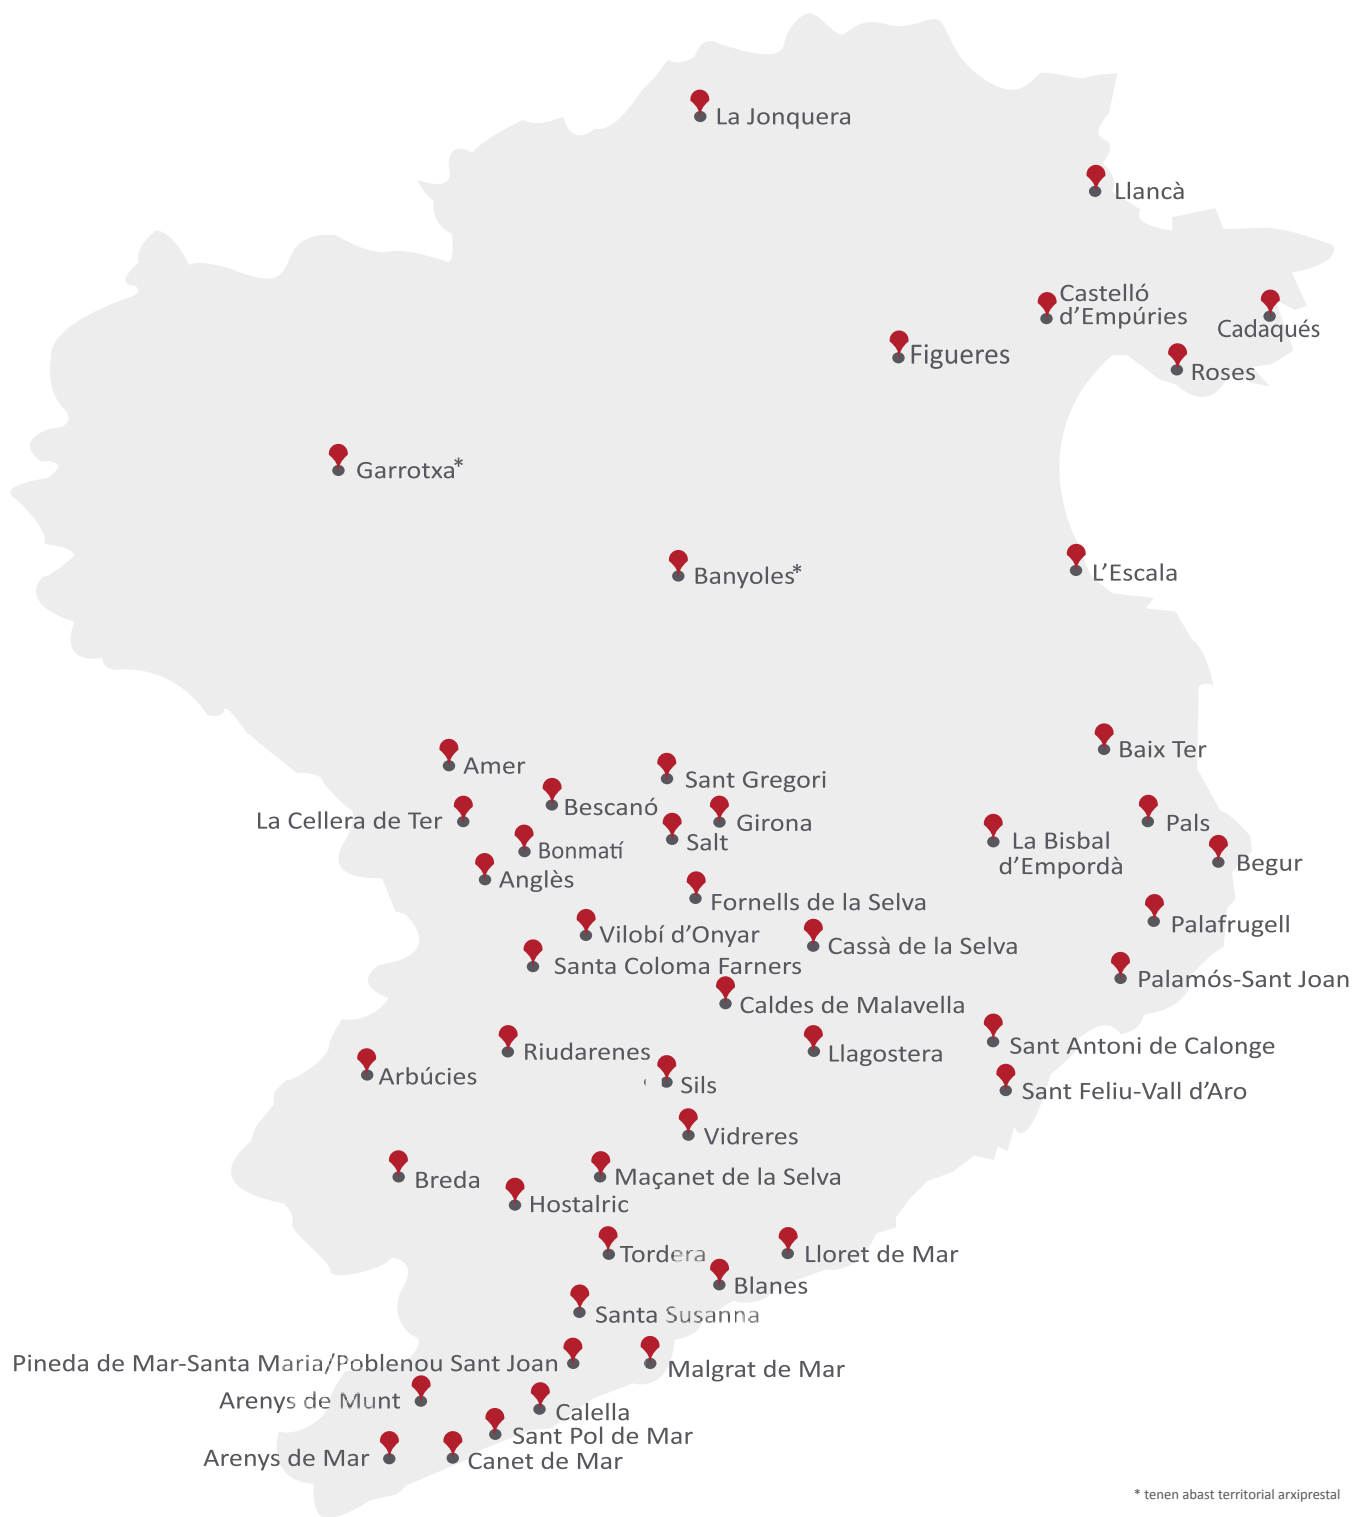 La Jonquera
Llancà
Castelló
d’Empúries
Cadaqués
Figueres
Roses
Garrotxa*
Banyoles*
L’Escala
Baix Ter
Amer
Sant Gregori
Bescanó
La Cellera de Ter
Girona
Pals
Salt
La Bisbal
d’Empordà
Bonmatí
Begur
Anglès
Fornells de la Selva
Palafrugell
Vilobí d’Onyar
Cassà de la Selva
Santa Coloma Farners
Palamós-Sant Joan
Caldes de Malavella
Sant Antoni de Calonge
Riudarenes
Llagostera
Arbúcies
Sils
Sant Feliu-Vall d’Aro
Vidreres
Maçanet de la Selva
Breda
Hostalric
Tordera
Lloret de Mar
Blanes
Santa Susanna
Pineda de Mar-Santa Maria/Poblenou Sant Joan
Malgrat de Mar
Arenys de Munt
Calella
Sant Pol de Mar
Arenys de Mar
Canet de Mar
* tenen abast territorial arxiprestal